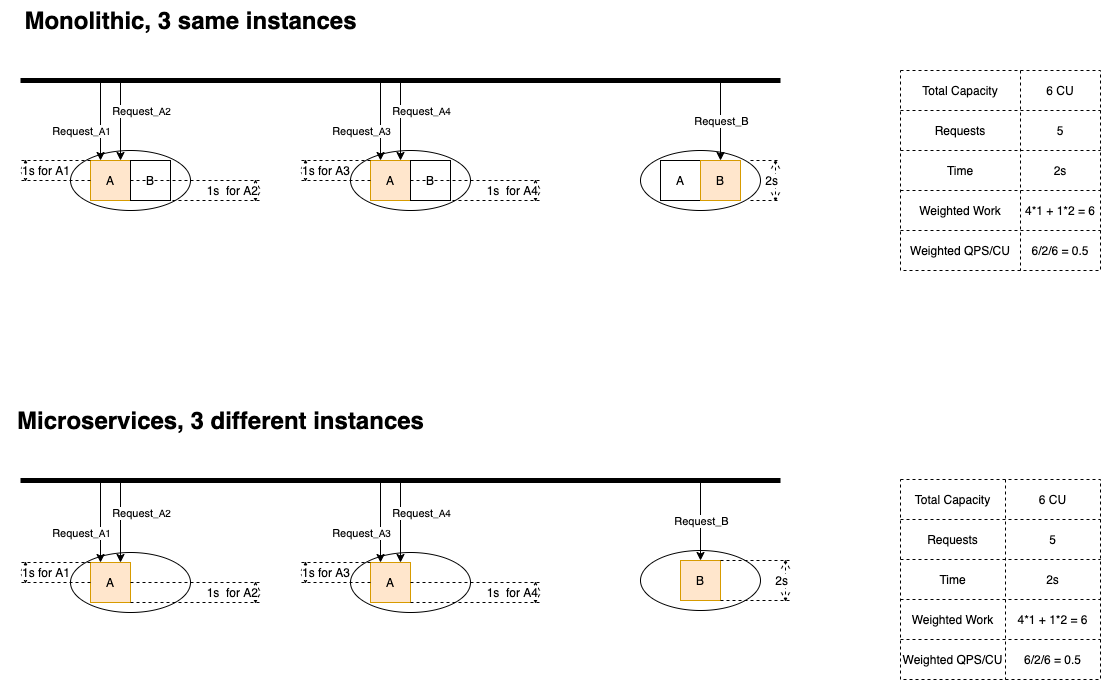 Monolithic, 3 same instances
Request_A2
Request_A1
Request_A4
Request_A3
Request_B
1s for A1
A
B
1s for A2
1s for A3
A
B
1s for A4
A
B
2s
Total Capacity 6 CU
Requests 5
Time 2s
Weighted Work 4*1 + 1*2 = 6
Weighted QPS/CU 6/2/6 = 0.5
Microservices, 3 different instances
Request_A2
Request_A1
Request_A4
Request_A3
Request_B
1s for A1
A
1s for A2
1s for A3
A
1s for A4
B
2s
Total Capacity 6 CU
Requests 5
Time 2s
Weighted Work 4*1 + 1*2 = 6
Weighted QPS/CU 6/2/6 = 0.5